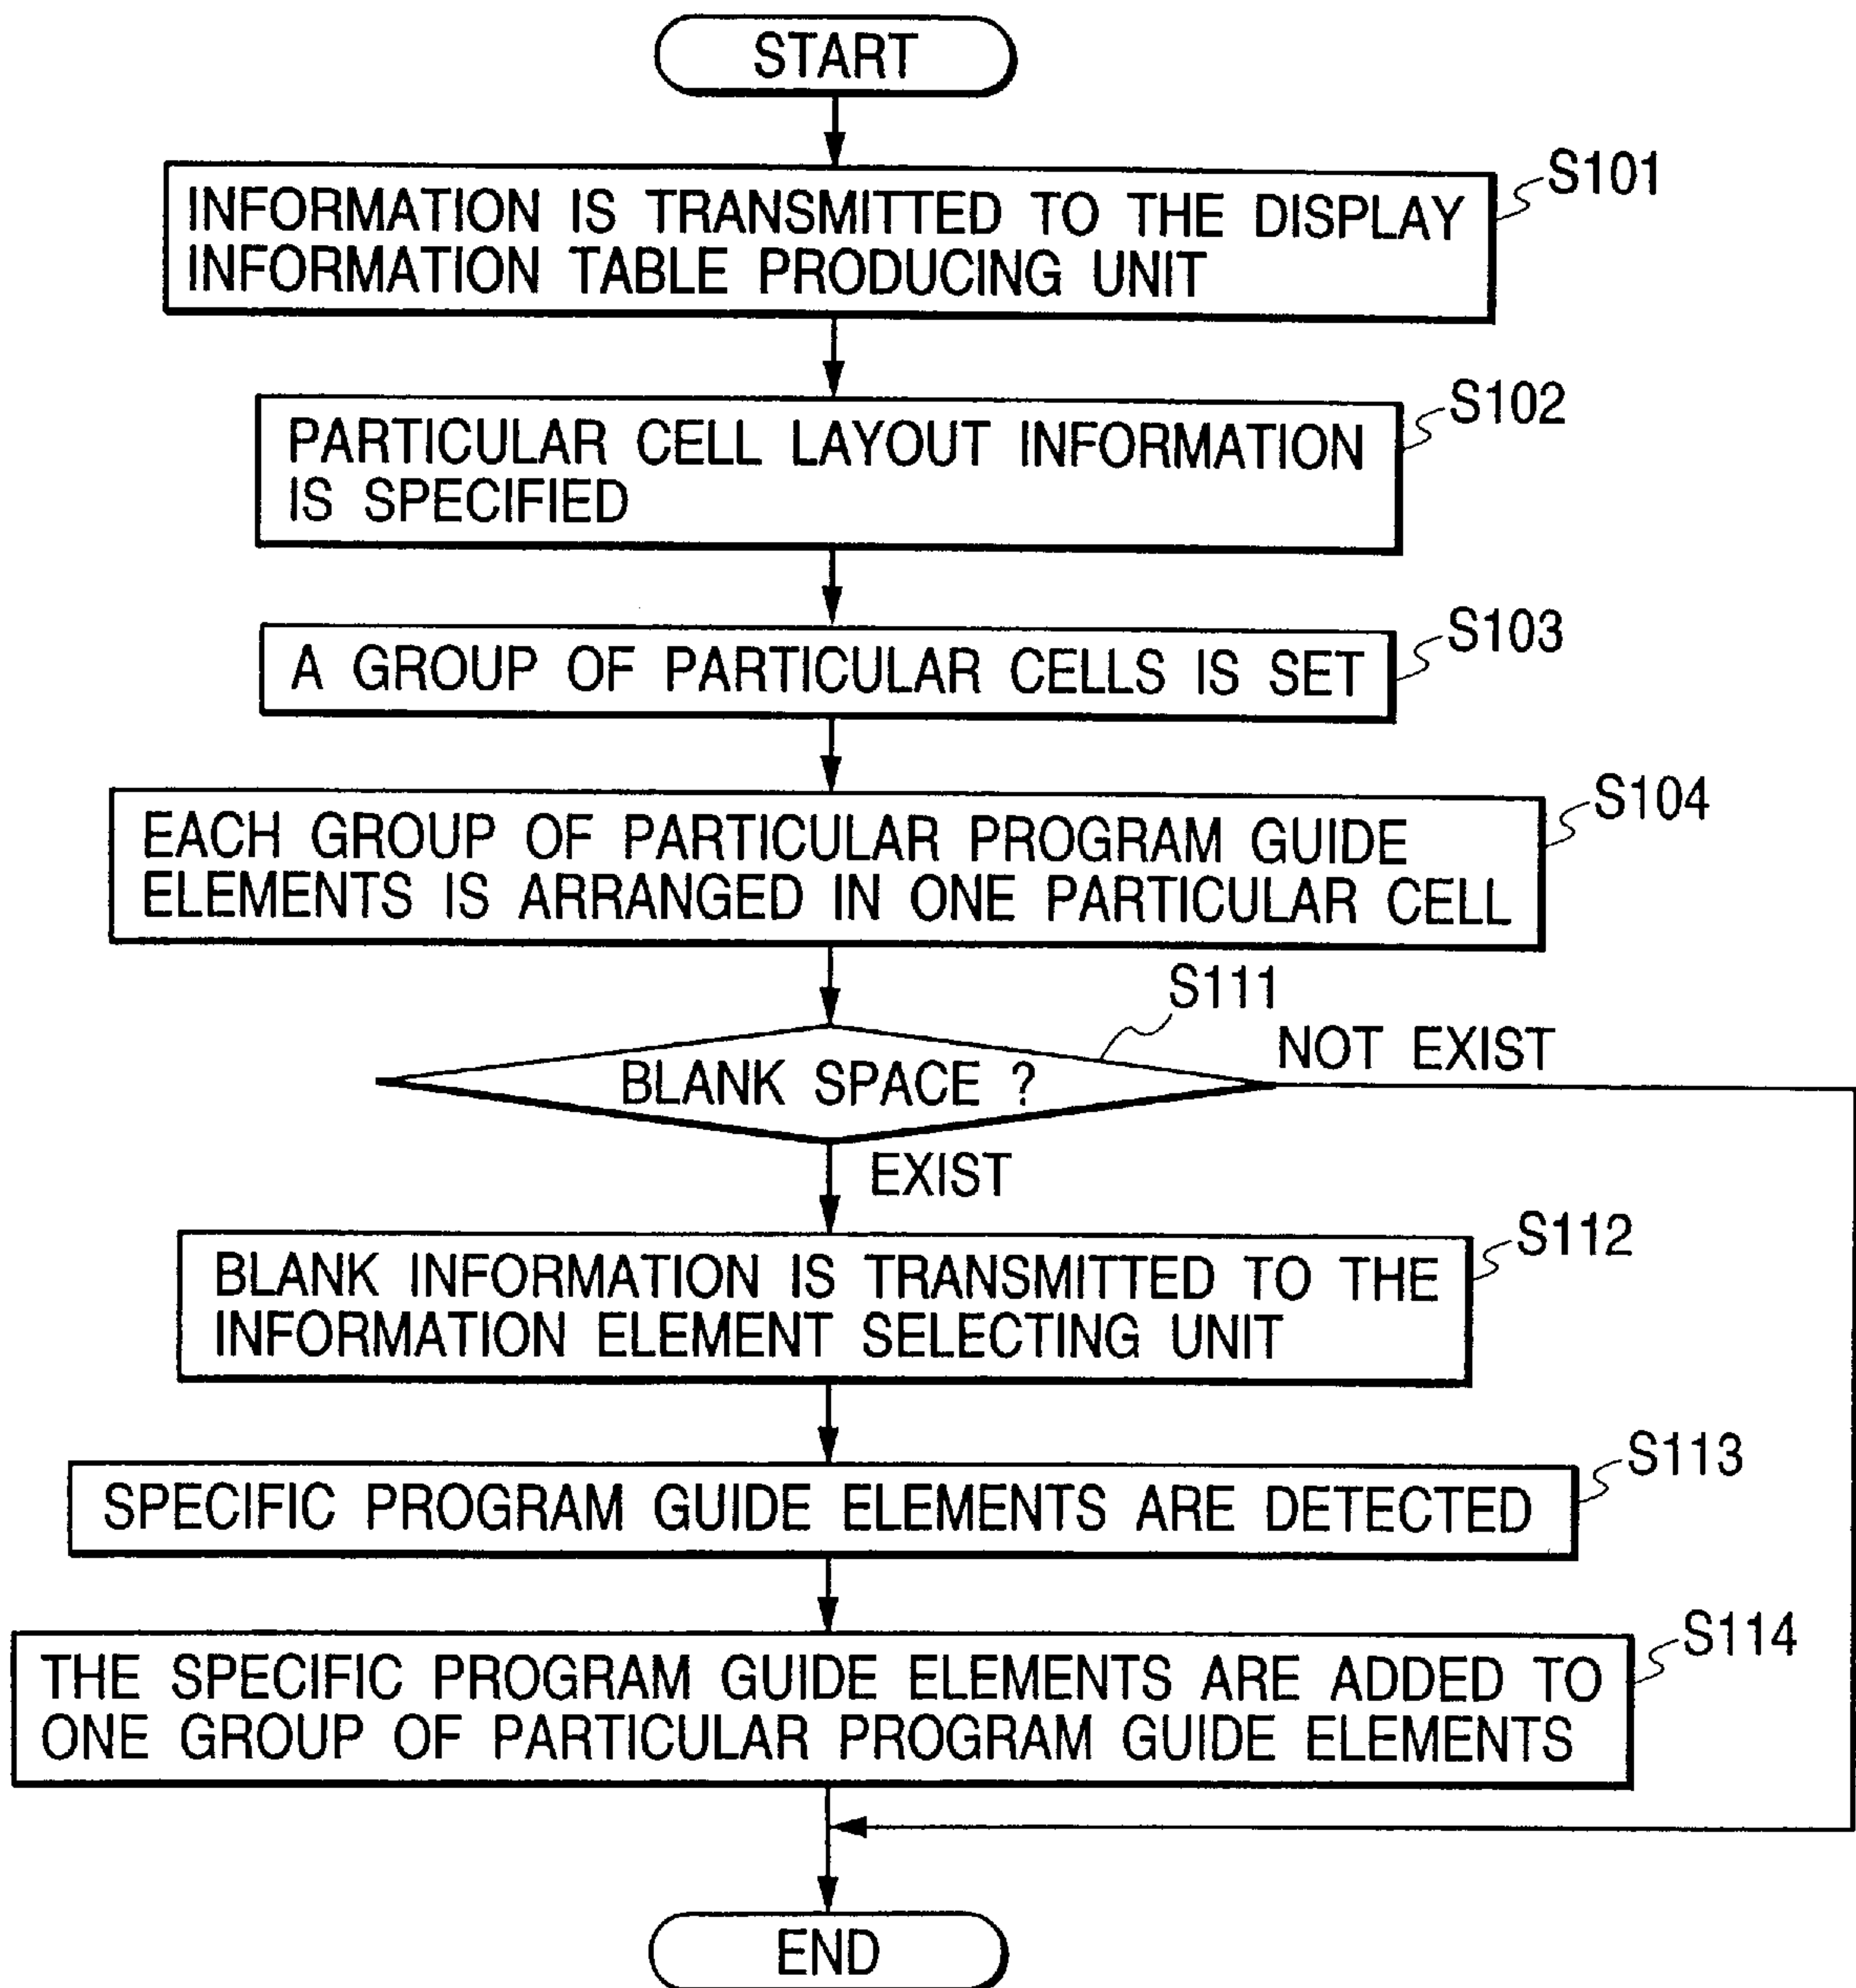 START
S101
INFORMATION IS TRANSMITTED TO THE DISPLAY
INFORMATION TABLE PRODUCING UNIT
S102
PARTICULAR CELL LAYOUT INFORMATION
IS SPECIFIED
S103
A GROUP OF PARTICULAR CELLS IS SET
S104
EACH GROUP OF PARTICULAR PROGRAM GUIDE
ELEMENTS IS ARRANGED IN ONE PARTICULAR CELL
S111
NOT EXIST
BLANK SPACE ?
EXIST
S112
BLANK INFORMATION IS TRANSMITTED TO THE
INFORMATION ELEMENT SELECTING UNIT
S113
SPECIFIC PROGRAM GUIDE ELEMENTS ARE DETECTED
S114
THE SPECIFIC PROGRAM GUIDE ELEMENTS ARE ADDED TO
ONE GROUP OF PARTICULAR PROGRAM GUIDE ELEMENTS
END